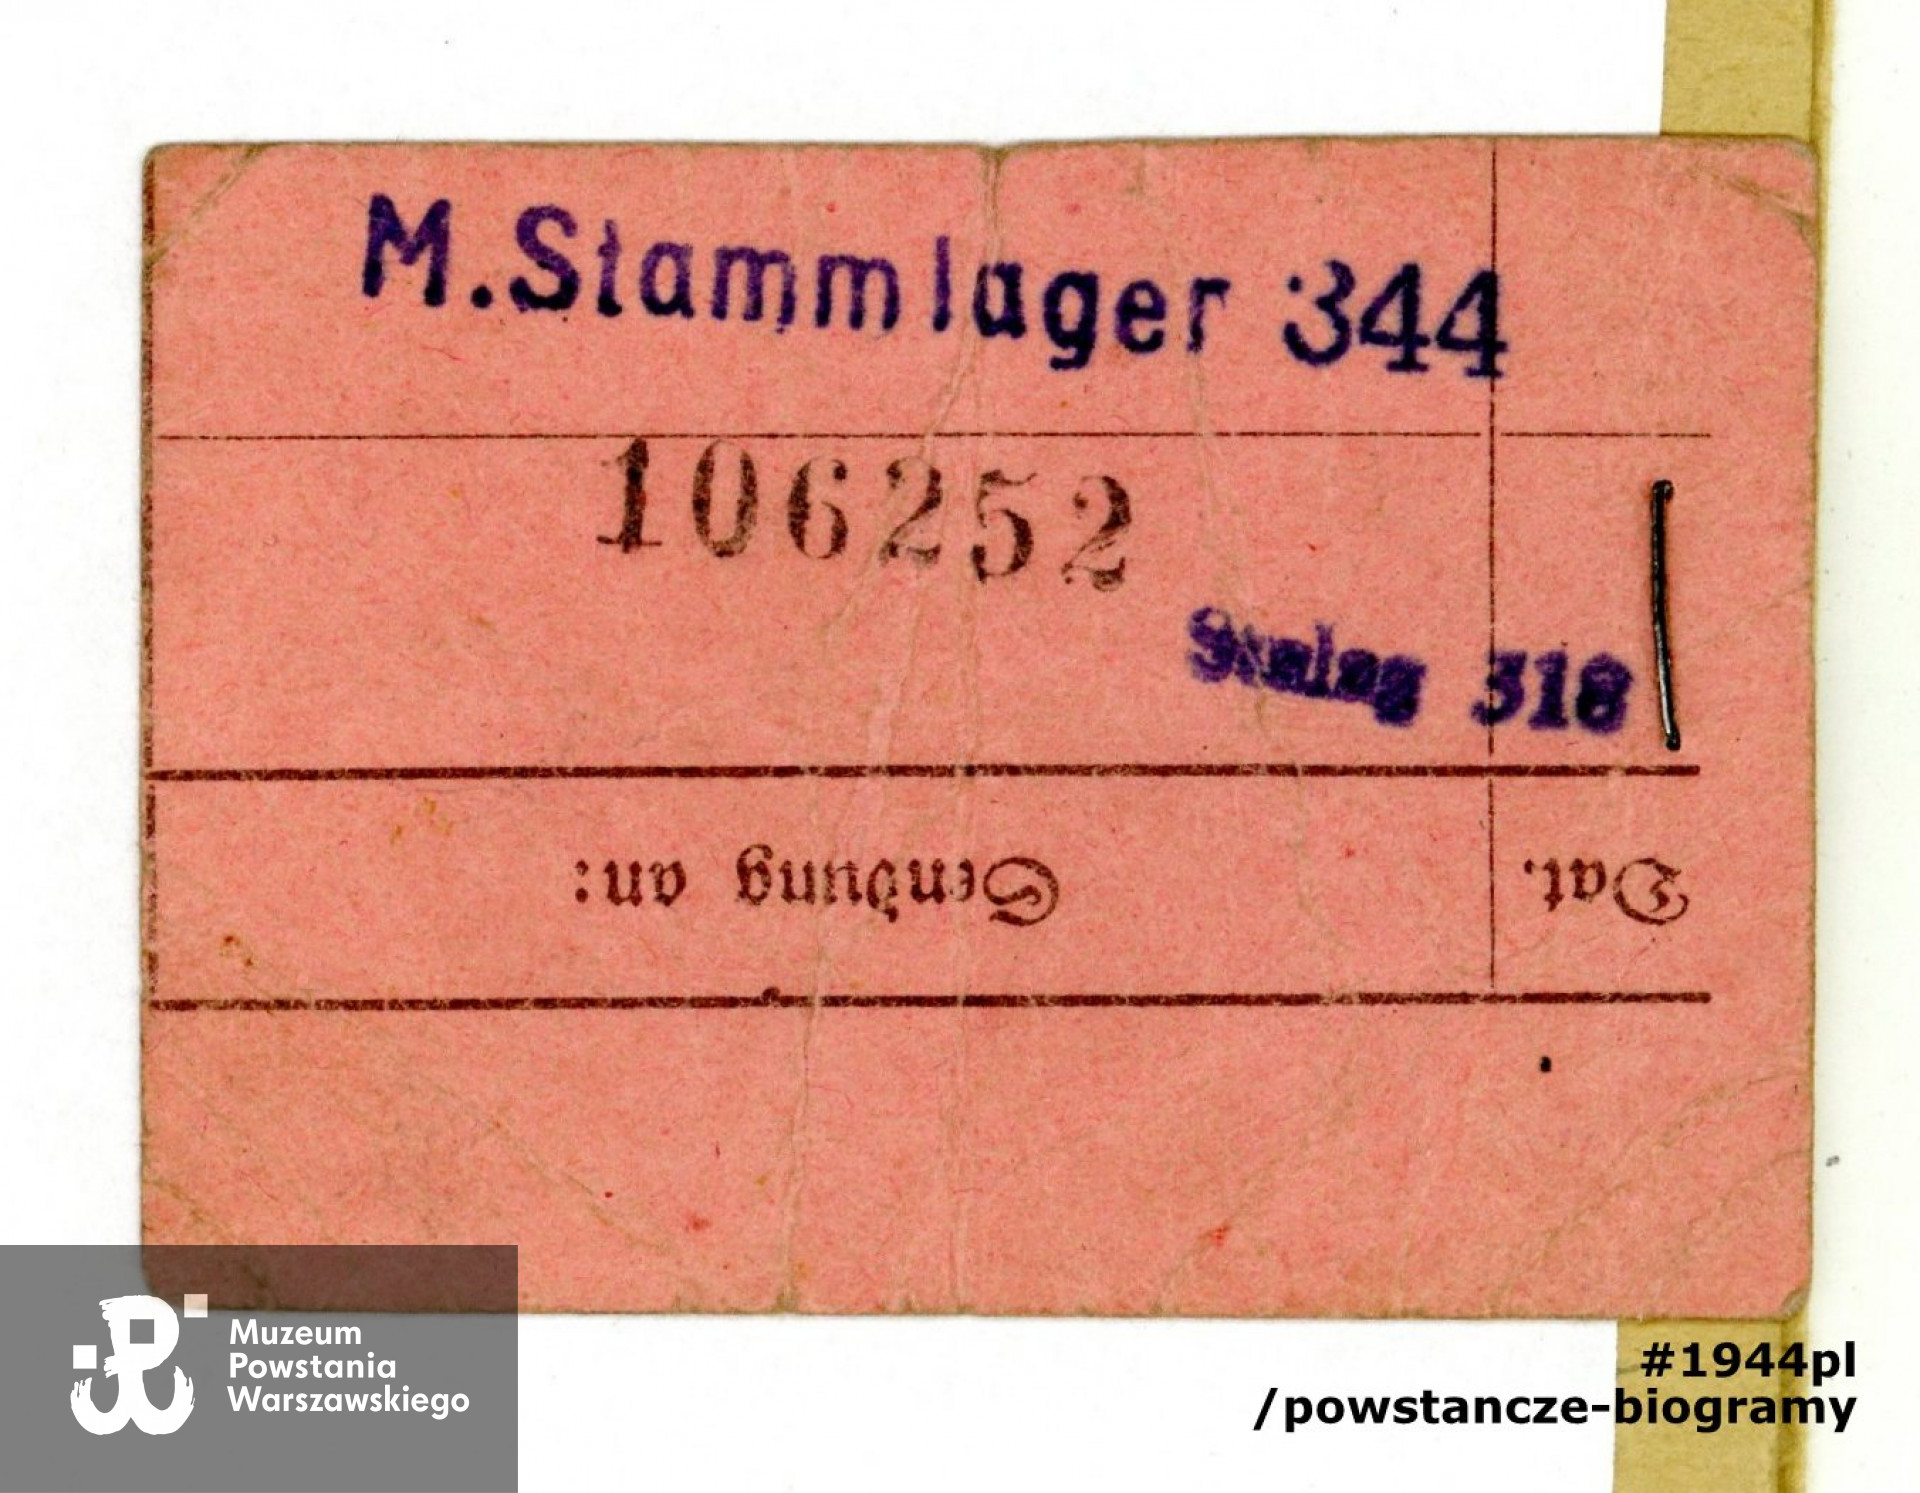 M. Stammlager 344
106252
Stalag 318
Sendung an:
Dat.
Muzeum
Powstania
Warszawskiego
#1944pl
/powstancze-biogramy